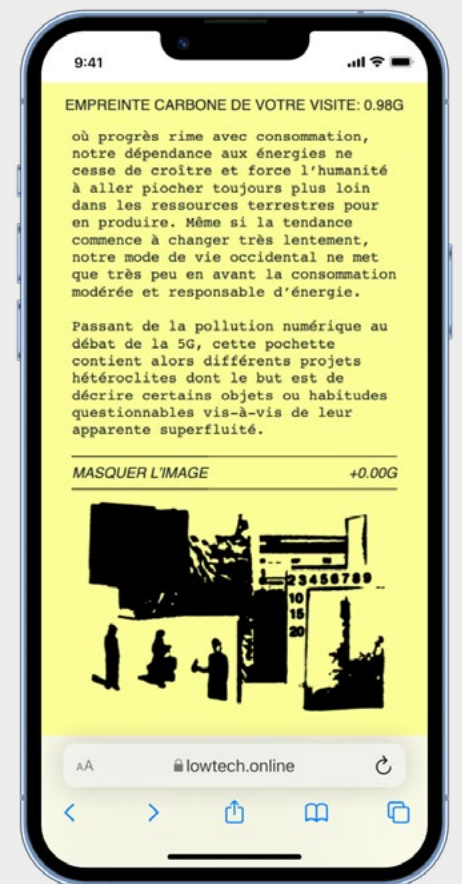 9:41
EMPREINTE CARBONE DE VOTRE VISITE: 0.98G
où progrès rime avec consommation,
notre dépendance aux énergies ne
cesse de croître et force l’humanité
à aller piocher toujours plus loin
dans les ressources terrestres pour
en produire. Même si la tendance
commence à changer très lentement,
notre mode de vie occidental ne met
que très peu en avant la consommation
modérée et responsable d’énergie.
Passant de la pollution numérique au
débat de la 5G, cette pochette
contient alors différents projets
hétéroclites dont le but est de
décrire certains objets ou habitudes
questionnables vis-à-vis de leur
apparente superfluité.
MASQUER L’IMAGE +0.00G
23456789
10
15
20
AA lowtech.online